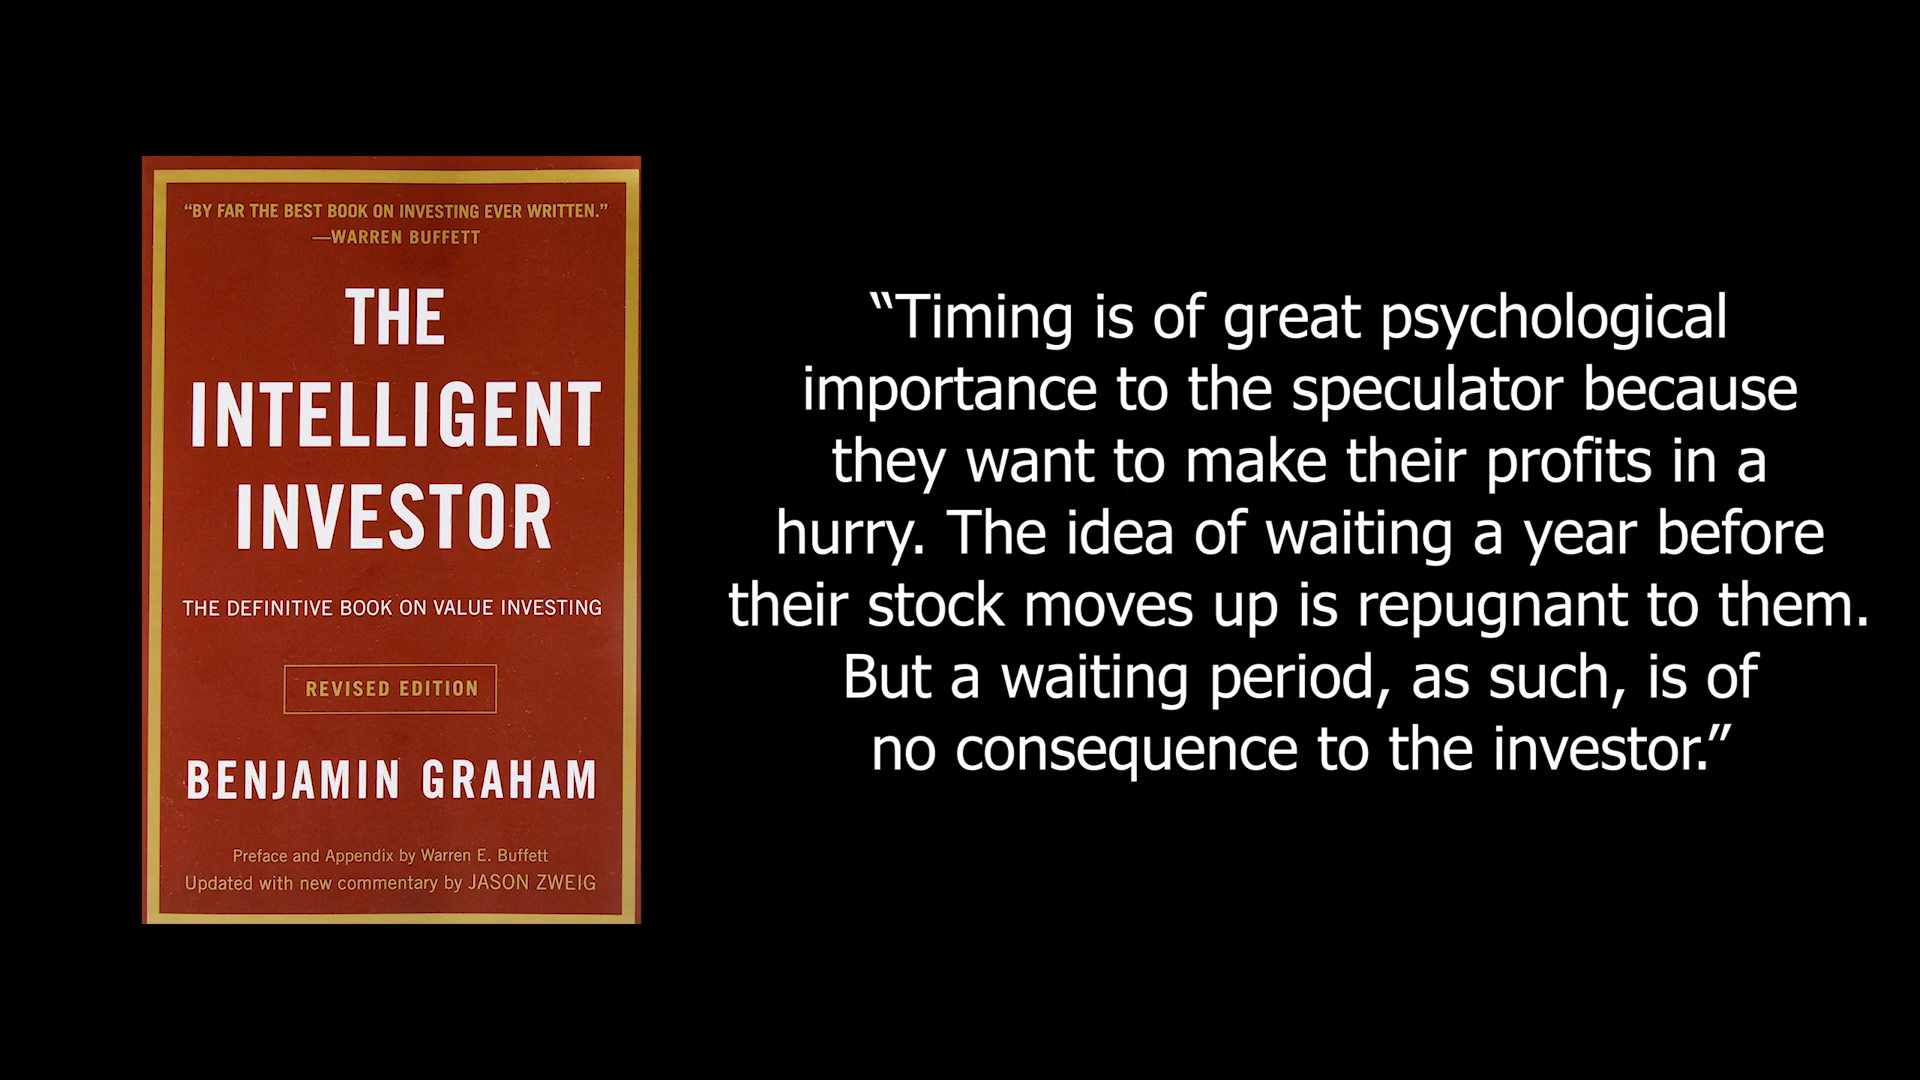 “BY FAR THE BEST BOOK ON INVESTING EVER WRITTEN.”
—WARREN BUFFETT
THE
INTELLIGENT
INVESTOR
THE DEFINITIVE BOOK ON VALUE INVESTING
REVISED EDITION
BENJAMIN GRAHAM
Preface and Appendix by Warren E. Buffett
Updated with new commentary by JASON ZWEIG
“Timing is of great psychological
importance to the speculator because
they want to make their profits in a
hurry. The idea of waiting a year before
their stock moves up is repugnant to them.
But a waiting period, as such, is of
no consequence to the investor.”